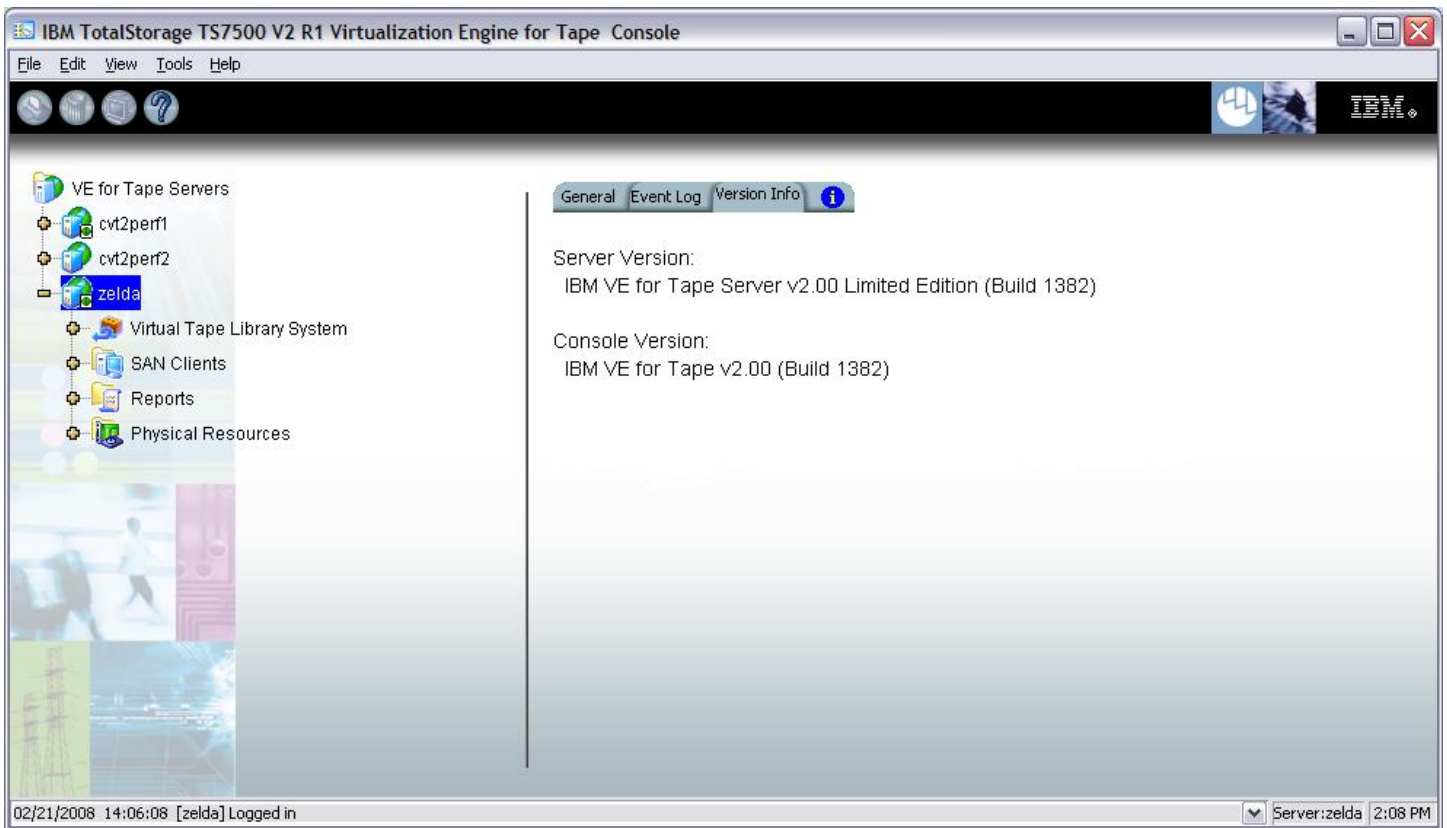 IBM TotalStorage TS7500 V2 R1 Virtualization Engine for Tape Console
File Edit View Tools Help
IBM
VE for Tape Servers
cvt2perf1
cvt2perf2
zelda
Virtual Tape Library System
SAN Clients
Reports
Physical Resources
General Event Log Version Info
Server Version:
IBM VE for Tape Server v2.00 Limited Edition (Build 1382)
Console Version:
IBM VE for Tape v2.00 (Build 1382)
02/21/2008 14:06:08 [zelda] Logged in
Server:zelda 2:08 PM